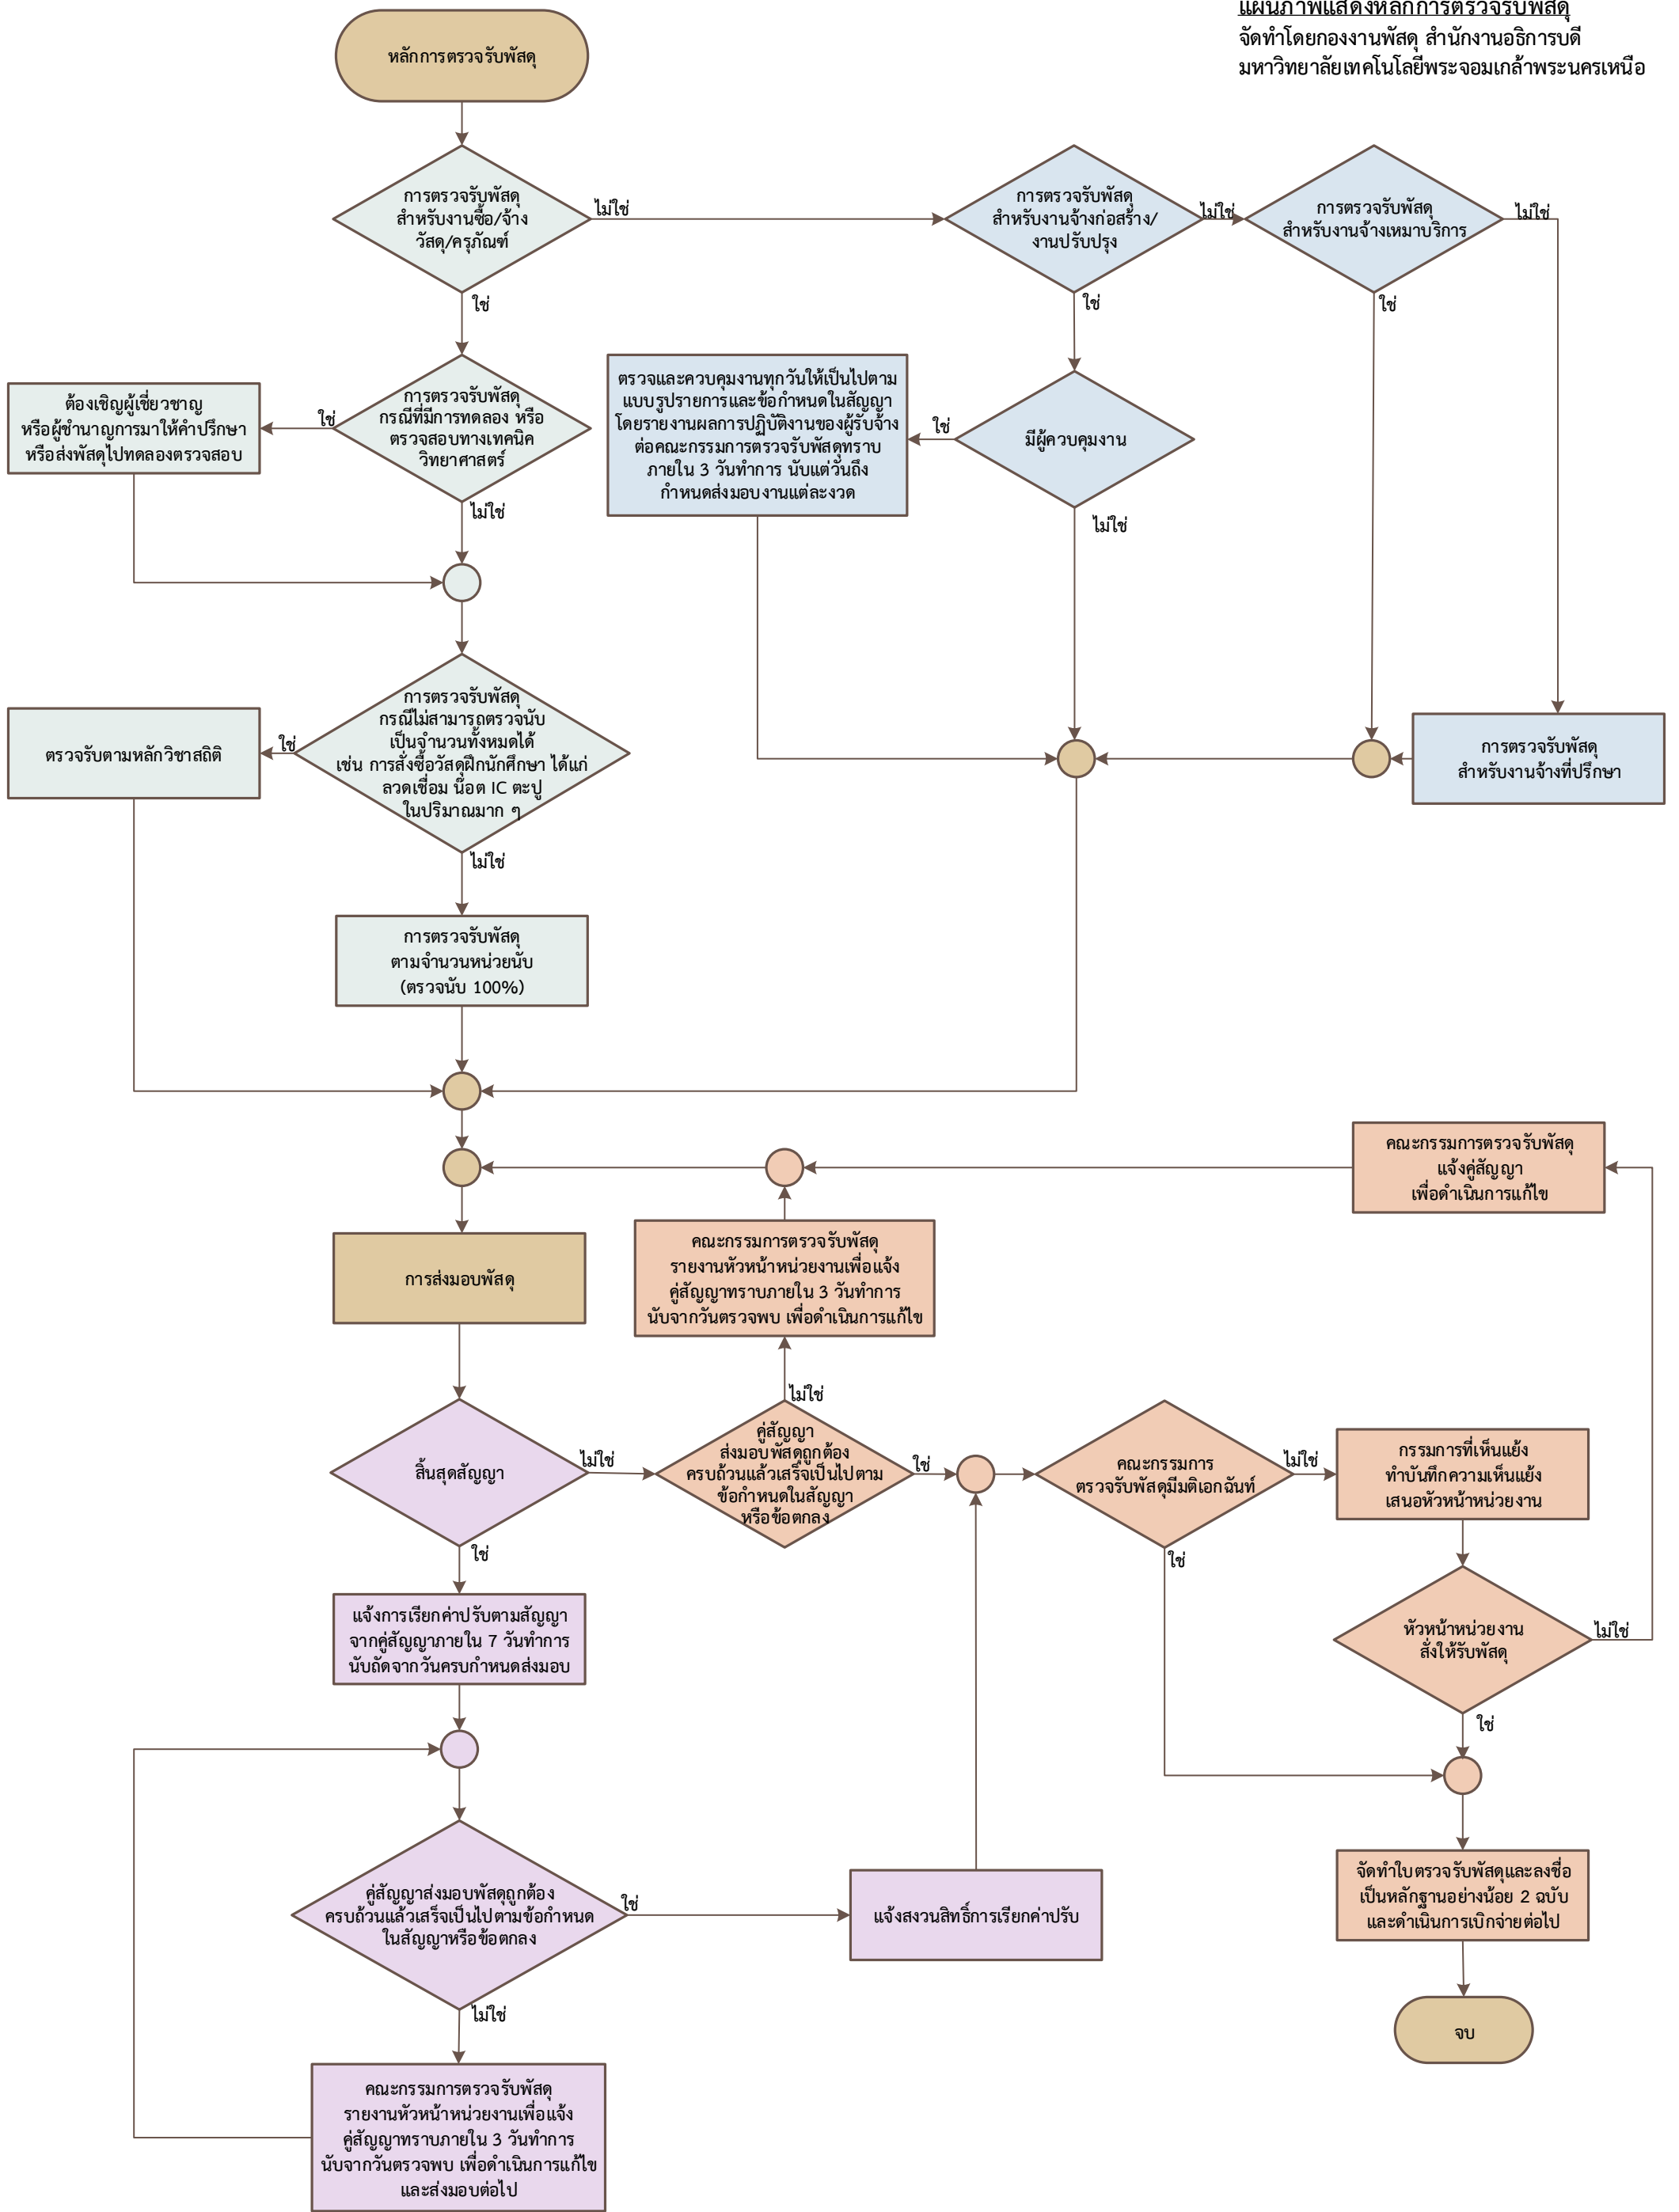 แผนภาพแสดงหลักการตรวจรับพัสดุ
จัดทำโดยกองงานพัสดุ สำนักงานอธิการบดี
มหาวิทยาลัยเทคโนโลยีพระจอมเกล้าพระนครเหนือ
หลักการตรวจรับพัสดุ
การตรวจรับพัสดุ
สำหรับงานซื้อ/จ้าง
วัสดุ/ครุภัณฑ์
ไม่ใช่
การตรวจรับพัสดุ
สำหรับงานจ้างก่อสร้าง/
งานปรับปรุง
ไม่ใช่
การตรวจรับพัสดุ
สำหรับงานจ้างเหมาบริการ
ไม่ใช่
ใช่
ใช่
ใช่
ต้องเชิญผู้เชี่ยวชาญ
หรือผู้ชำนาญการมาให้คำปรึกษา
หรือส่งพัสดุไปทดลองตรวจสอบ
ใช่
การตรวจรับพัสดุ
กรณีที่มีการทดลอง หรือ
ตรวจสอบทางเทคนิค
วิทยาศาสตร์
ไม่ใช่
ตรวจและควบคุมงานทุกวันให้เป็นไปตาม
แบบรูปรายการและข้อกำหนดในสัญญา
โดยรายงานผลการปฏิบัติงานของผู้รับจ้าง
ต่อคณะกรรมการตรวจรับพัสดุทราบ
ภายใน 3 วันทำการ นับแต่วันถึง
กำหนดส่งมอบงานแต่ละงวด
ใช่
มีผู้ควบคุมงาน
ไม่ใช่
ตรวจรับตามหลักวิชาสถิติ
ใช่
การตรวจรับพัสดุ
กรณีไม่สามารถตรวจนับ
เป็นจำนวนทั้งหมดได้
เช่น การสั่งซื้อวัสดุฝึกนักศึกษา ได้แก่
ลวดเชื่อม น๊อต IC ตะปู
ในปริมาณมาก ๆ
ไม่ใช่
การตรวจรับพัสดุ
สำหรับงานจ้างที่ปรึกษา
การตรวจรับพัสดุ
ตามจำนวนหน่วยนับ
(ตรวจนับ 100%)
คณะกรรมการตรวจรับพัสดุ
แจ้งคู่สัญญา
เพื่อดำเนินการแก้ไข
การส่งมอบพัสดุ
คณะกรรมการตรวจรับพัสดุ
รายงานหัวหน้าหน่วยงานเพื่อแจ้ง
คู่สัญญาทราบภายใน 3 วันทำการ
นับจากวันตรวจพบ เพื่อดำเนินการแก้ไข
ไม่ใช่
สิ้นสุดสัญญา
ไม่ใช่
คู่สัญญา
ส่งมอบพัสดุถูกต้อง
ครบถ้วนแล้วเสร็จเป็นไปตาม
ข้อกำหนดในสัญญา
หรือข้อตกลง
ใช่
คณะกรรมการ
ตรวจรับพัสดุมีมติเอกฉันท์
ไม่ใช่
กรรมการที่เห็นแย้ง
ทำบันทึกความเห็นแย้ง
เสนอหัวหน้าหน่วยงาน
ใช่
ใช่
แจ้งการเรียกค่าปรับตามสัญญา
จากคู่สัญญาภายใน 7 วันทำการ
นับถัดจากวันครบกำหนดส่งมอบ
หัวหน้าหน่วยงาน
สั่งให้รับพัสดุ
ไม่ใช่
ใช่
คู่สัญญาส่งมอบพัสดุถูกต้อง
ครบถ้วนแล้วเสร็จเป็นไปตามข้อกำหนด
ในสัญญาหรือข้อตกลง
ใช่
แจ้งสงวนสิทธิ์การเรียกค่าปรับ
จัดทำใบตรวจรับพัสดุและลงชื่อ
เป็นหลักฐานอย่างน้อย 2 ฉบับ
และดำเนินการเบิกจ่ายต่อไป
ไม่ใช่
จบ
คณะกรรมการตรวจรับพัสดุ
รายงานหัวหน้าหน่วยงานเพื่อแจ้ง
คู่สัญญาทราบภายใน 3 วันทำการ
นับจากวันตรวจพบ เพื่อดำเนินการแก้ไข
และส่งมอบต่อไป